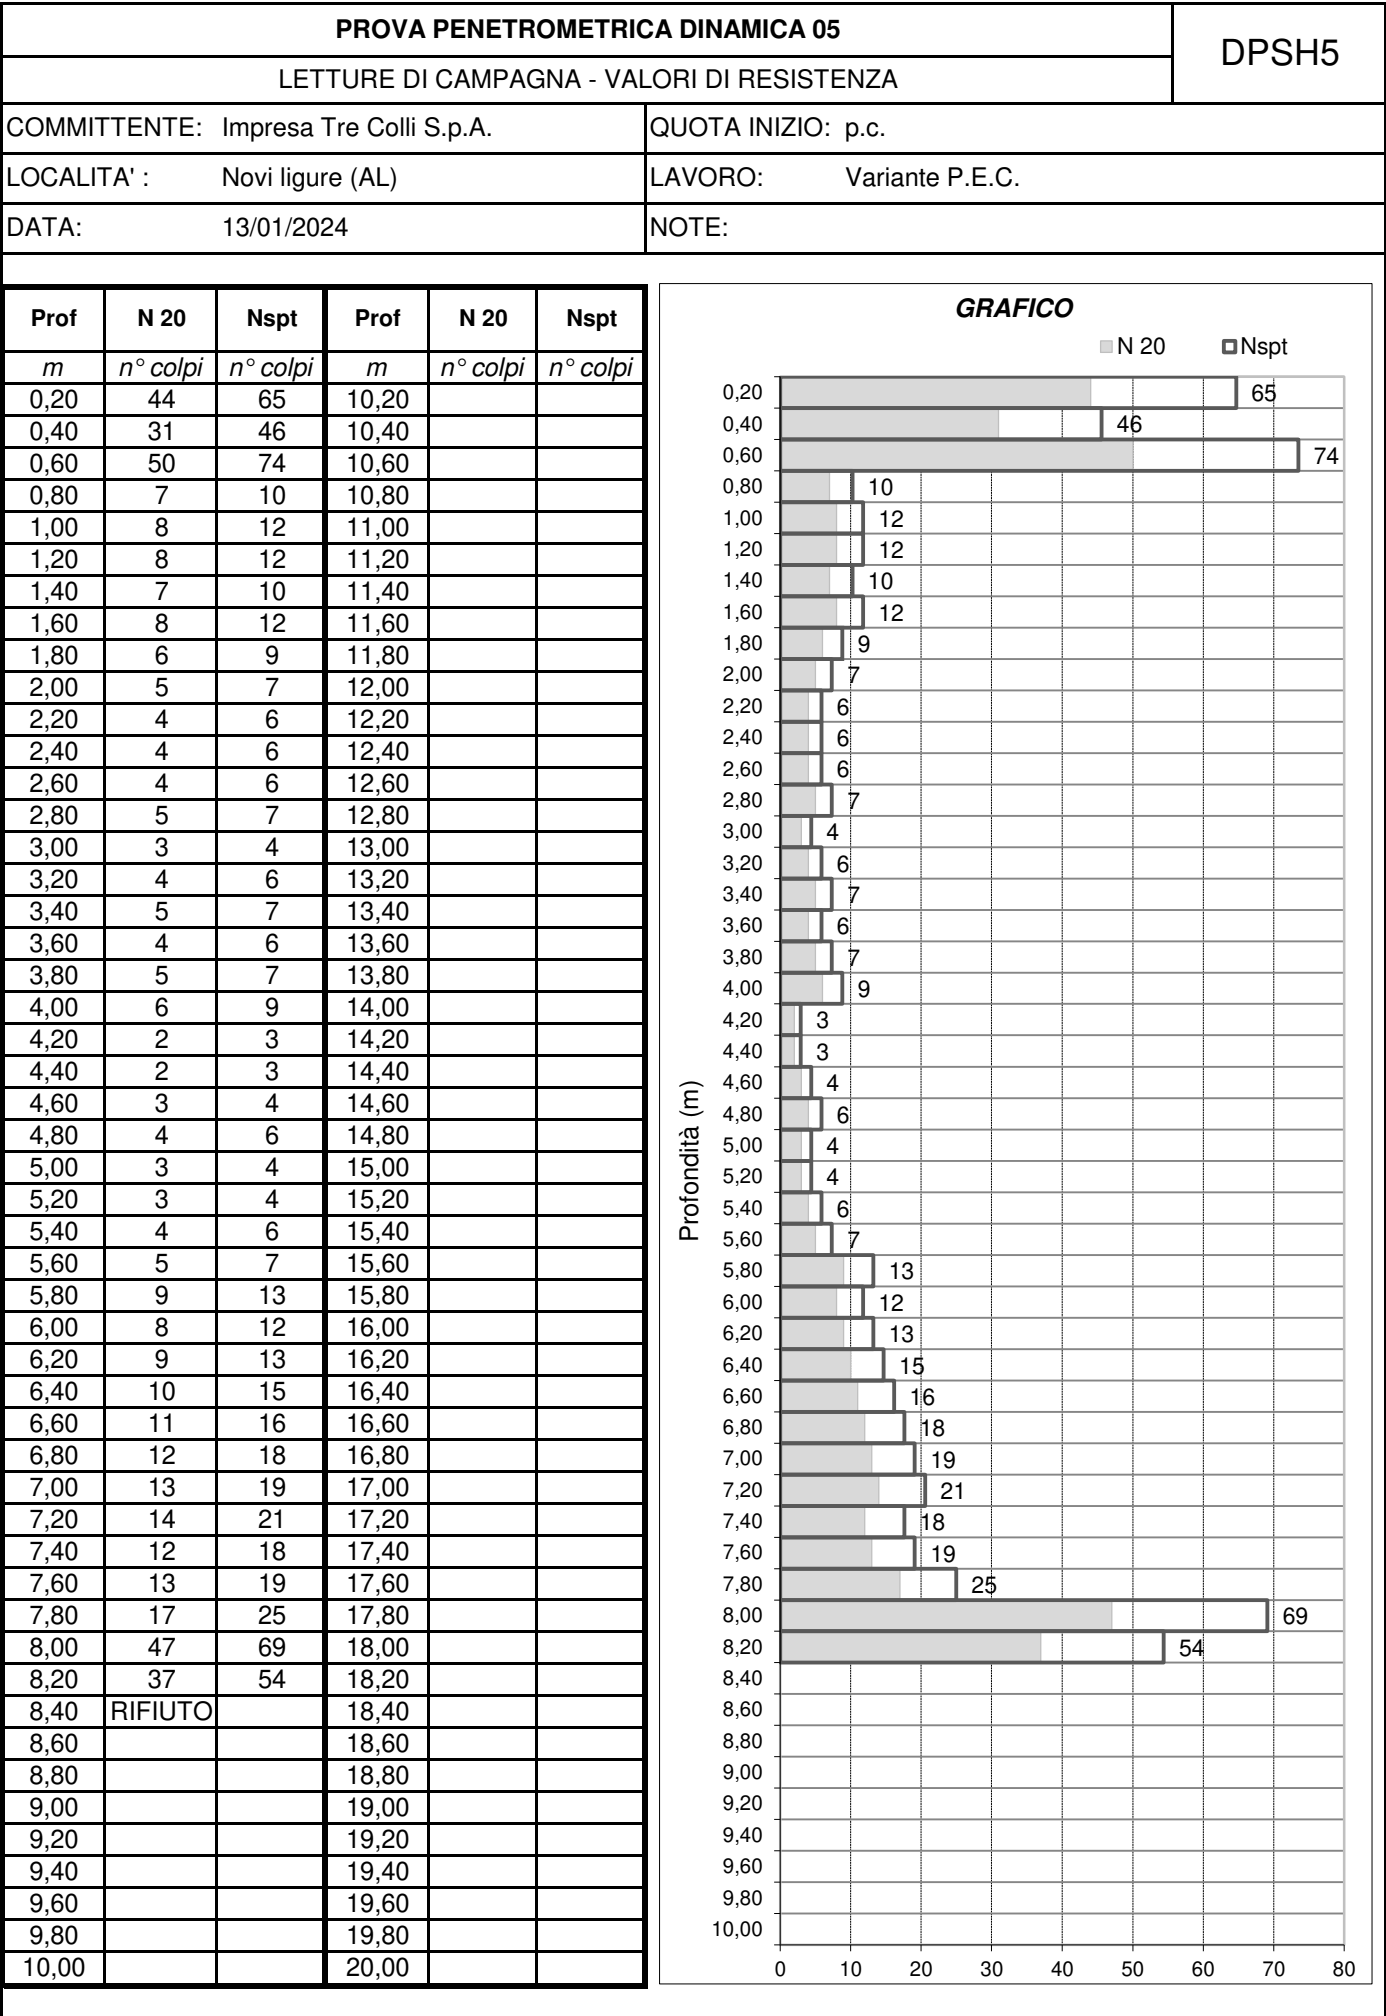 PROVA PENETROMETRICA DINAMICA 05
DPSH5
LETTURE DI CAMPAGNA - VALORI DI RESISTENZA
COMMITTENTE: Impresa Tre Colli S.p.A. QUOTA INIZIO: p.c.
LOCALITA' : Novi ligure (AL) LAVORO: Variante P.E.C.
DATA: 13/01/2024 NOTE:
Prof N 20 Nspt Prof N 20 Nspt
m n° colpi n° colpi m n° colpi n° colpi
0,20 44 65 10,20
0,40 31 46 10,40
0,60 50 74 10,60
0,80 7 10 10,80
1,00 8 12 11,00
1,20 8 12 11,20
1,40 7 10 11,40
1,60 8 12 11,60
1,80 6 9 11,80
2,00 5 7 12,00
2,20 4 6 12,20
2,40 4 6 12,40
2,60 4 6 12,60
2,80 5 7 12,80
3,00 3 4 13,00
3,20 4 6 13,20
3,40 5 7 13,40
3,60 4 6 13,60
3,80 5 7 13,80
4,00 6 9 14,00
4,20 2 3 14,20
4,40 2 3 14,40
4,60 3 4 14,60
4,80 4 6 14,80
5,00 3 4 15,00
5,20 3 4 15,20
5,40 4 6 15,40
5,60 5 7 15,60
5,80 9 13 15,80
6,00 8 12 16,00
6,20 9 13 16,20
6,40 10 15 16,40
6,60 11 16 16,60
6,80 12 18 16,80
7,00 13 19 17,00
7,20 14 21 17,20
7,40 12 18 17,40
7,60 13 19 17,60
7,80 17 25 17,80
8,00 47 69 18,00
8,20 37 54 18,20
8,40 RIFIUTO 18,40
8,60 18,60
8,80 18,80
9,00 19,00
9,20 19,20
9,40 19,40
9,60 19,60
9,80 19,80
10,00 20,00
GRAFICO
N 20 Nspt
Profondità (m)
0,20 65
0,40 46
0,60 74
0,80 10
1,00 12
1,20 12
1,40 10
1,60 12
1,80 9
2,00 7
2,20 6
2,40 6
2,60 6
2,80 7
3,00 4
3,20 6
3,40 7
3,60 6
3,80 7
4,00 9
4,20 3
4,40 3
4,60 4
4,80 6
5,00 4
5,20 4
5,40 6
5,60 7
5,80 13
6,00 12
6,20 13
6,40 15
6,60 16
6,80 18
7,00 19
7,20 21
7,40 18
7,60 19
7,80 25
8,00 69
8,20 54
8,40
8,60
8,80
9,00
9,20
9,40
9,60
9,80
10,00
0 10 20 30 40 50 60 70 80